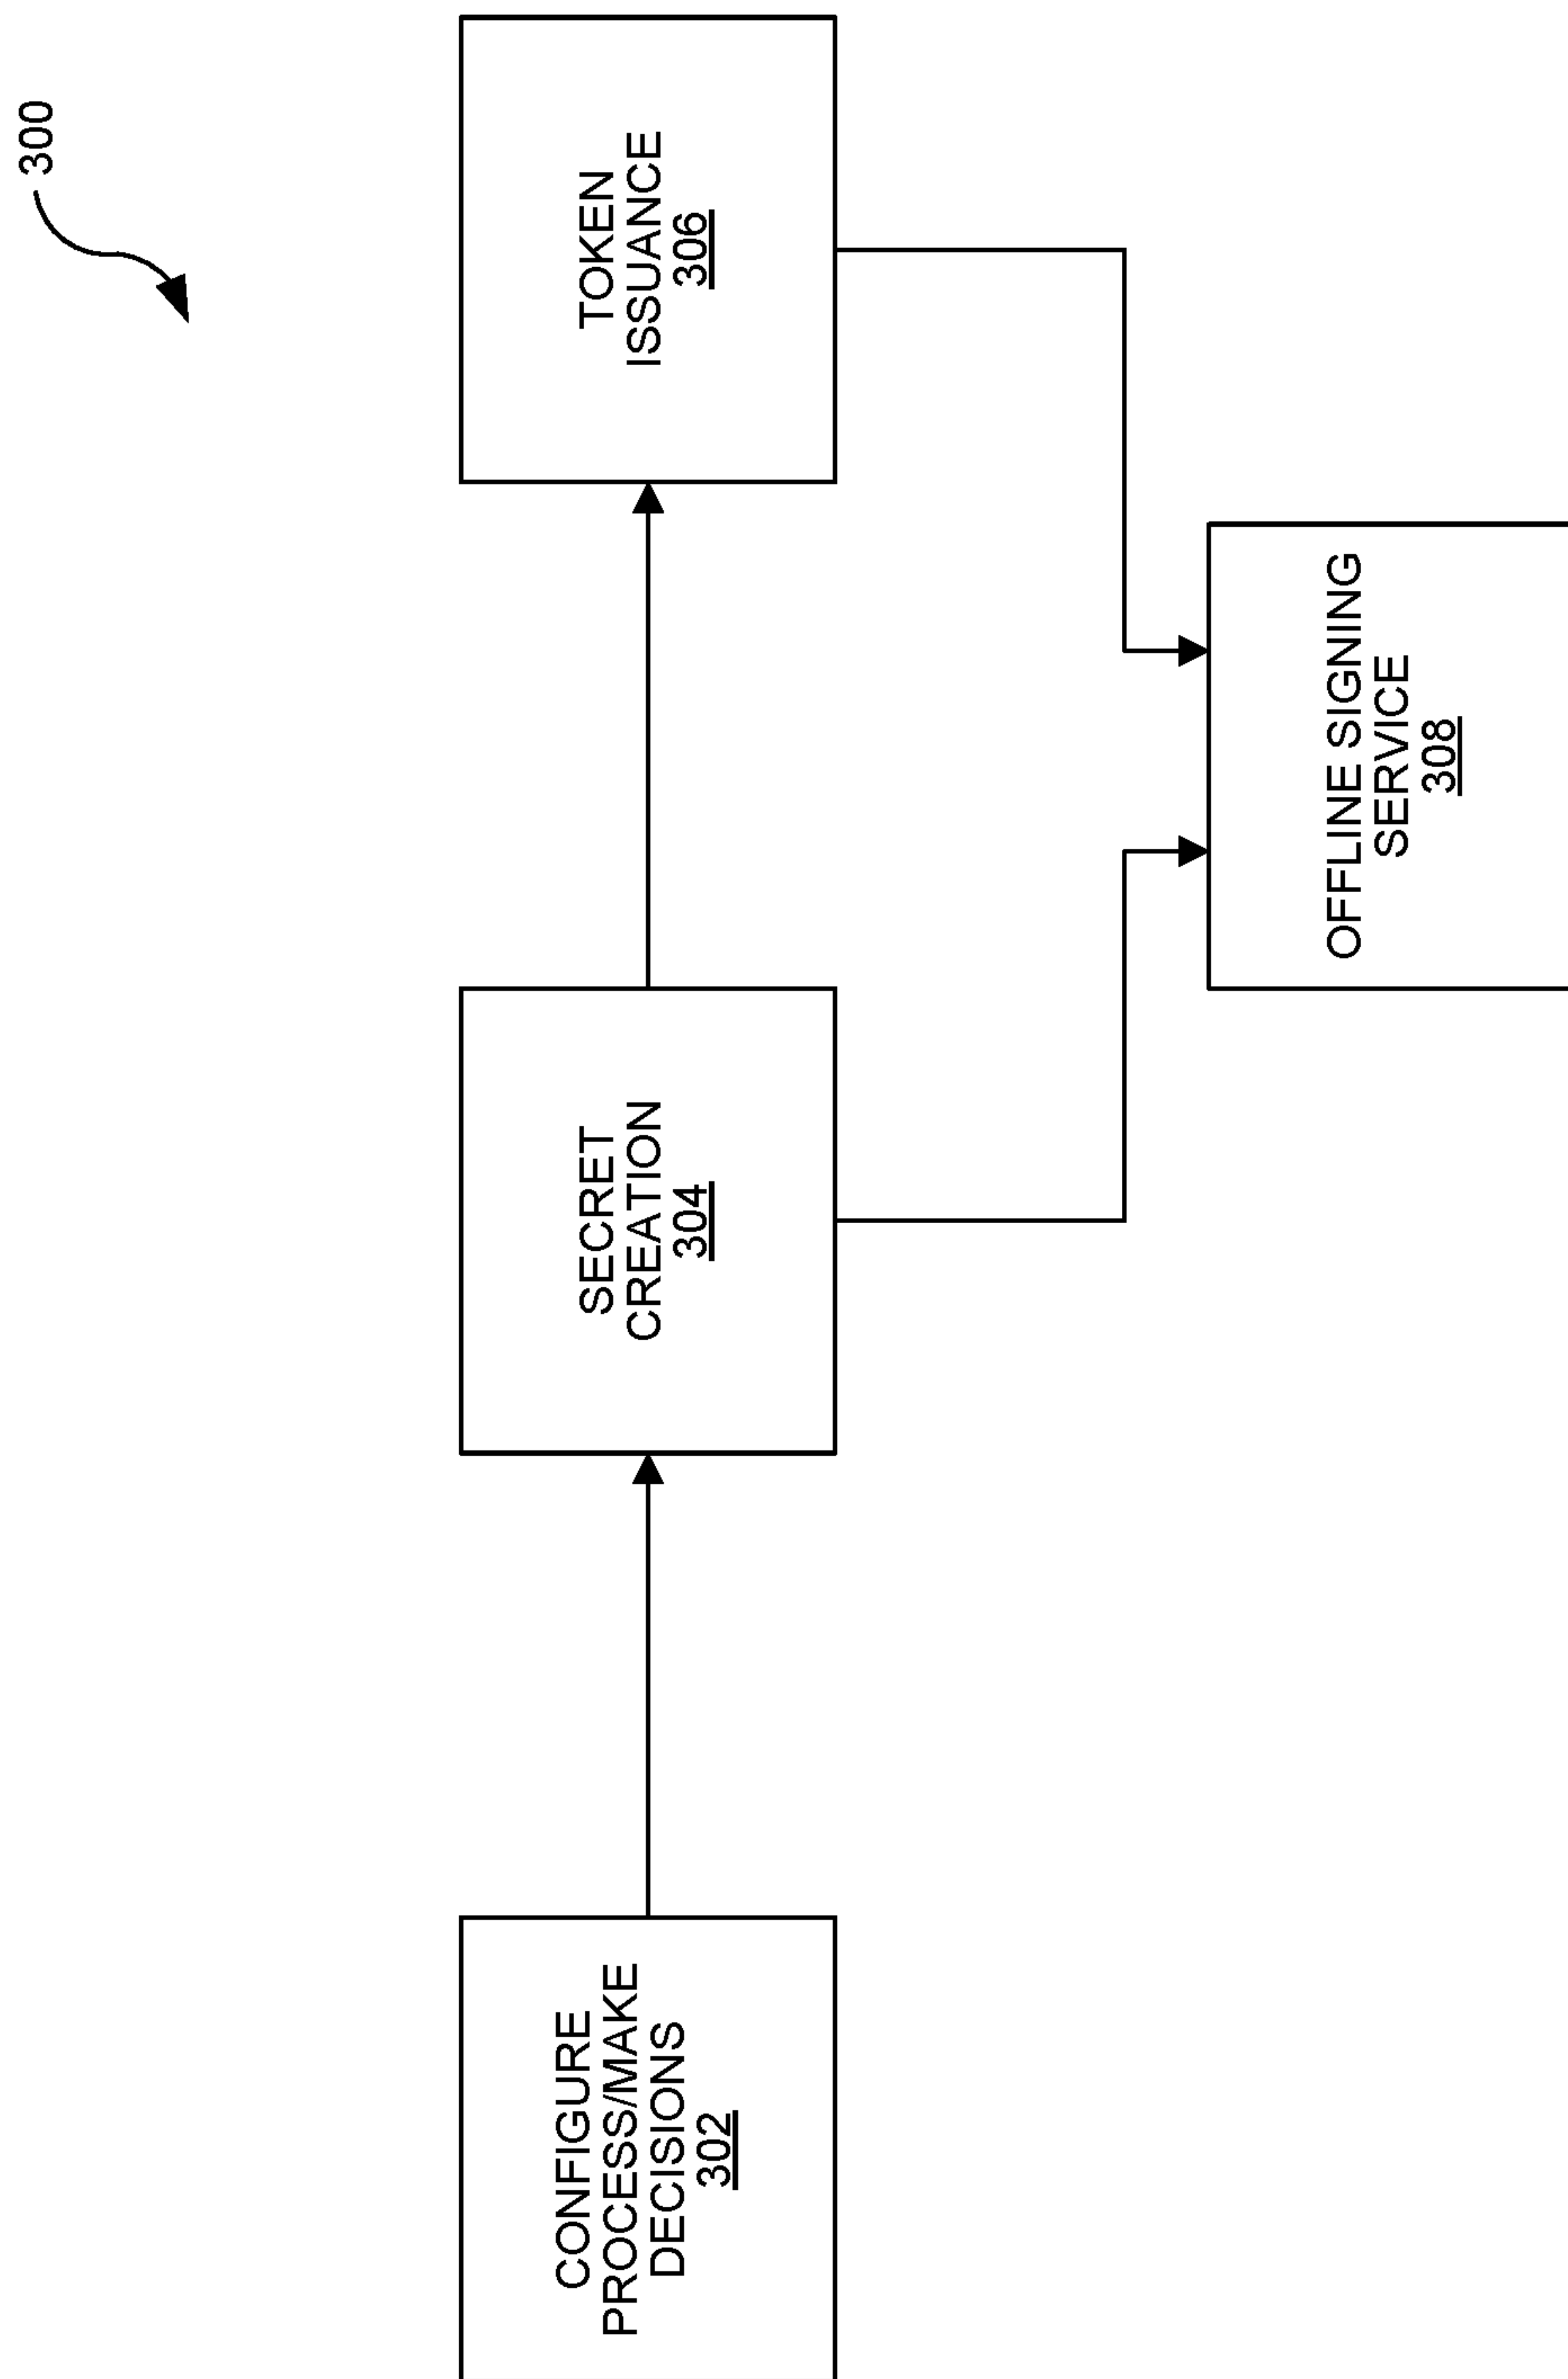 300
CONFIGURE
PROCESS/MAKE
DECISIONS
302
SECRET
CREATION
304
TOKEN
ISSUANCE
306
OFFLINE SIGNING
SERVICE
308